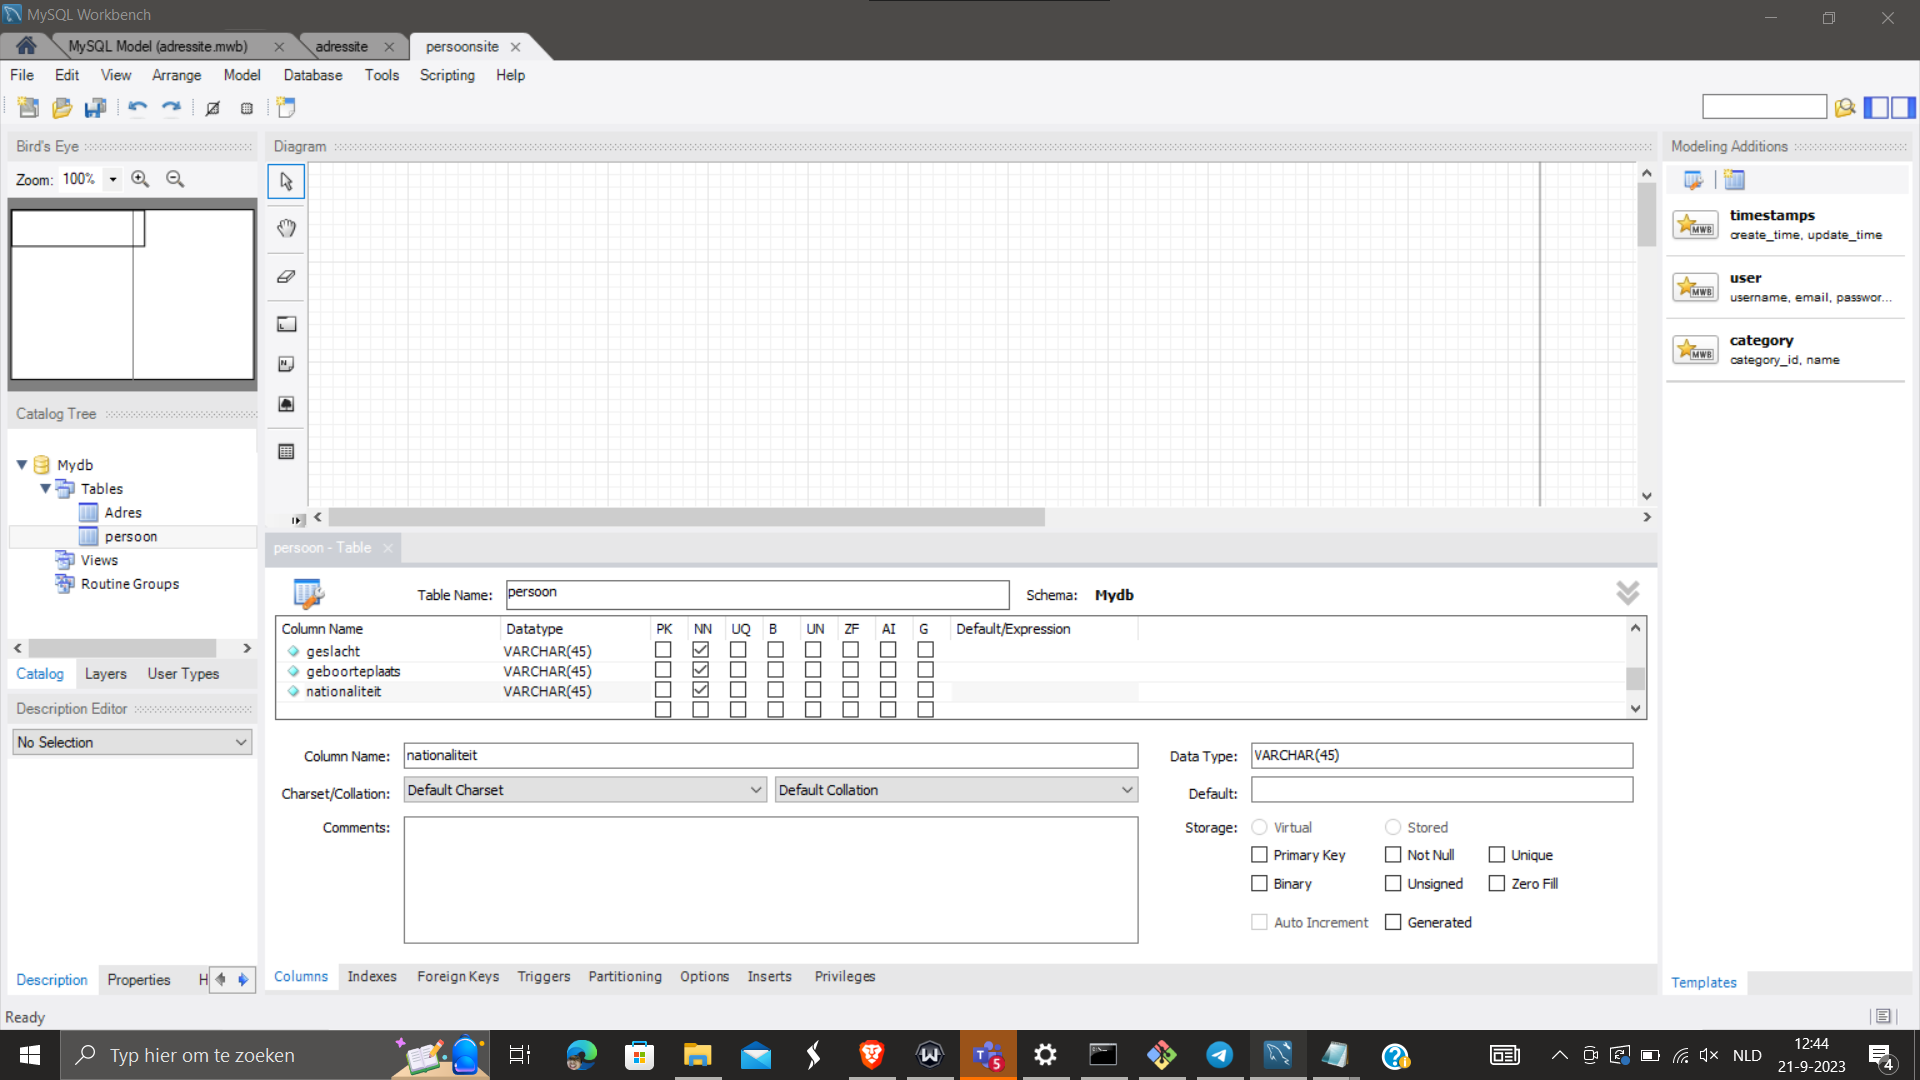 MySQL Workbench
MySQL Model (adressite.mwb)
adressite
persoonsite
File Edit View Arrange Model Database Tools Scripting Help
Bird's Eye
Zoom: 100%
Catalog Tree
Mydb
Tables
Adres
persoon
Views
Routine Groups
Catalog Layers User Types
Description Editor
No Selection
Description Properties H
Ready
Diagram
persoon - Table
Table Name: persoon Schema: Mydb
Column Name Datatype PK NN UQ B UN ZF AI G Default/Expression
geslacht VARCHAR(45)
geboorteplaats VARCHAR(45)
nationaliteit VARCHAR(45)
Column Name: nationaliteit Data Type: VARCHAR(45)
Charset/Collation: Default Charset Default Collation Default:
Comments: Storage: Virtual Stored
Primary Key Not Null Unique
Binary Unsigned Zero Fill
Auto Increment Generated
Columns Indexes Foreign Keys Triggers Partitioning Options Inserts Privileges
Modeling Additions
timestamps
create_time, update_time
user
username, email, passwor...
category
category_id, name
MWB
MWB
MWB
Templates
Typ hier om te zoeken
5
NLD
12:44
21-9-2023
4